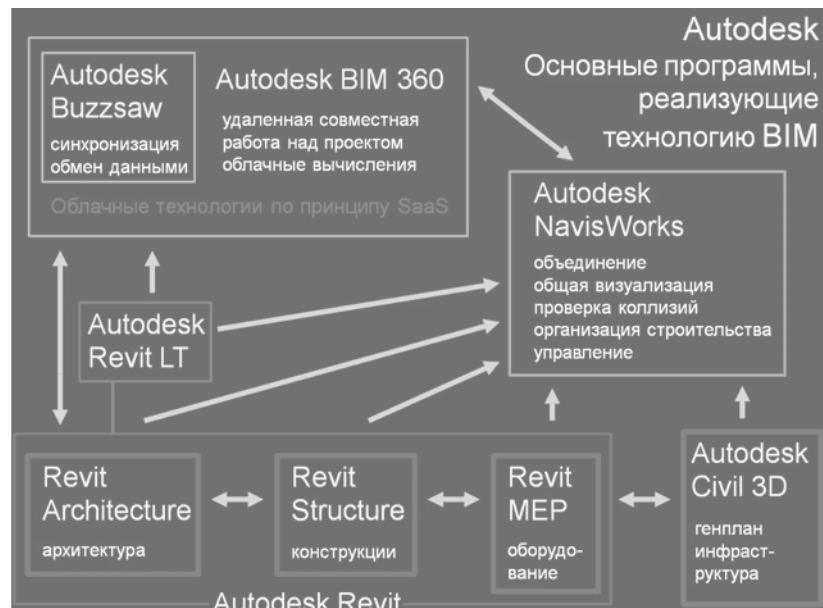 Autodesk
Основные программы,
реализующие
технологию BIM
Autodesk
Buzzsaw
синхронизация
обмен данными
Autodesk BIM 360
удаленная совместная
работа над проектом
облачные вычисления
Облачные технологии по принципу SaaS
Autodesk
NavisWorks
объединение
общая визуализация
проверка коллизий
организация строительства
управление
Autodesk
Revit LT
Revit
Architecture
архитектура
Revit
Structure
конструкции
Revit
MEP
оборудо-
вание
Autodesk
Civil 3D
генплан
инфраст-
руктура
Autodesk Revit